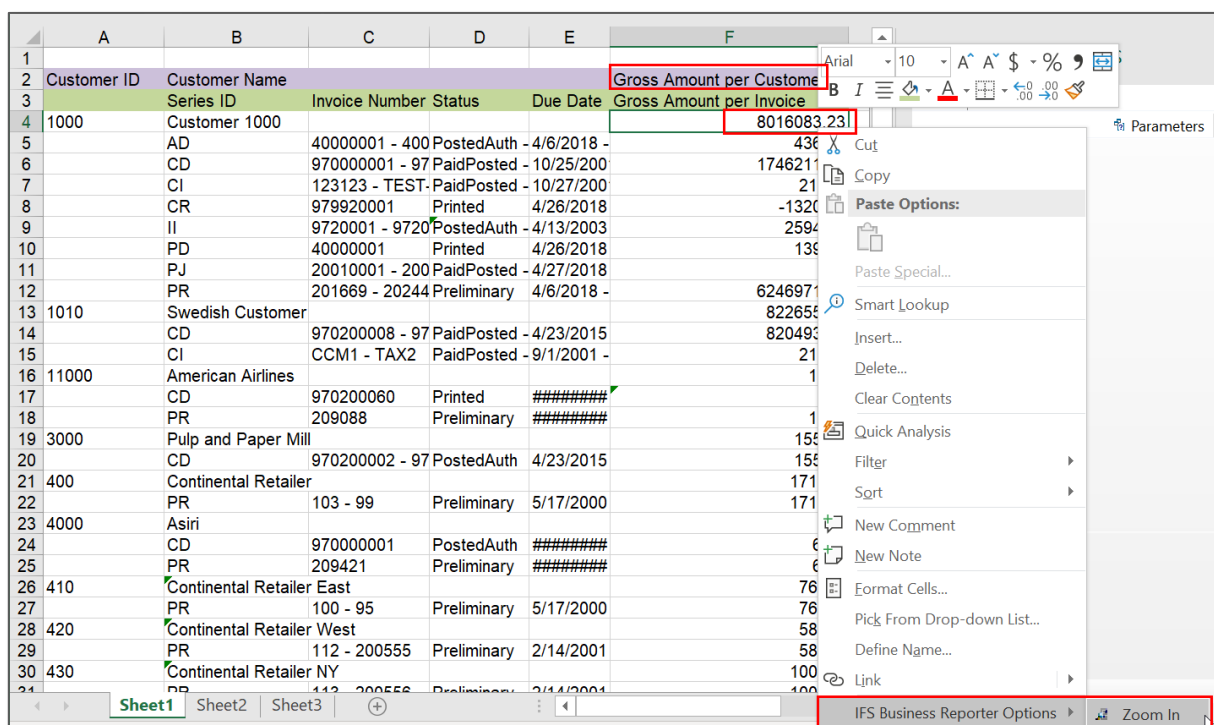 A B C D E F
1
2 Customer ID Customer Name Gross Amount per Custome
3 Series ID Invoice Number Status Due Date Gross Amount per Invoice
4 1000 Customer 1000 8016083.23
5 AD 40000001 - 400 PostedAuth - 4/6/2018 - 436
6 CD 970000001 - 97 PaidPosted - 10/25/200 1746211
7 CI 123123 - TEST- PaidPosted - 10/27/200 21
8 CR 979920001 Printed 4/26/2018 -1320
9 II 9720001 - 9720 PostedAuth - 4/13/2003 2594
10 PD 40000001 Printed 4/26/2018 139
11 PJ 20010001 - 200 PaidPosted - 4/27/2018
12 PR 201669 - 20244 Preliminary 4/6/2018 - 6246971
13 1010 Swedish Customer 822655
14 CD 970200008 - 97 PaidPosted - 4/23/2015 820493
15 CI CCM1 - TAX2 PaidPosted - 9/1/2001 - 21
16 11000 American Airlines 1
17 CD 970200060 Printed ########
18 PR 209088 Preliminary ######## 1
19 3000 Pulp and Paper Mill 155
20 CD 970200002 - 97 PostedAuth 4/23/2015 155
21 400 Continental Retailer 171
22 PR 103 - 99 Preliminary 5/17/2000 171
23 4000 Asiri
24 CD 970000001 PostedAuth ######## 6
25 PR 209421 Preliminary ######## 6
26 410 Continental Retailer East 76
27 PR 100 - 95 Preliminary 5/17/2000 76
28 420 Continental Retailer West 58
29 PR 112 - 200555 Preliminary 2/14/2001 58
30 430 Continental Retailer NY 100
31 PR 113 - 200556 Preliminary 2/14/2001 100
Sheet1 Sheet2 Sheet3
Arial 10 A A $ % 9
B I A .00 .00
Parameters
Cut
Copy
Paste Options:
Paste Special...
Smart Lookup
Insert...
Delete...
Clear Contents
Quick Analysis
Filter
Sort
New Comment
New Note
Format Cells...
Pick From Drop-down List...
Define Name...
Link
IFS Business Reporter Options
Zoom In